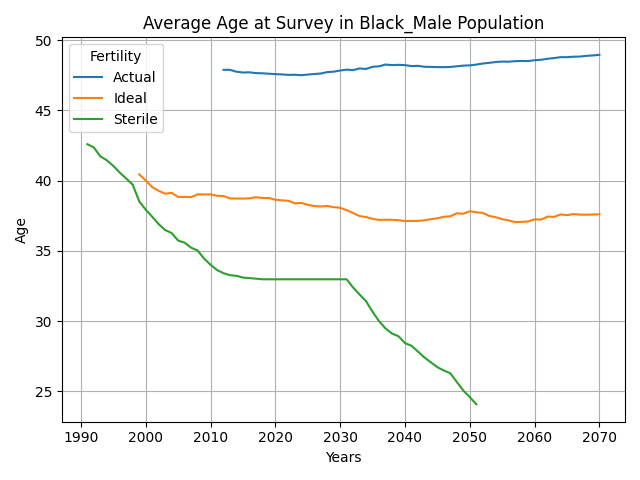 Average Age at Survey in Black_Male Population
Fertility
Actual
Ideal
Sterile
50
45
40
35
30
25
Age
1990 2000 2010 2020 2030 2040 2050 2060 2070
Years